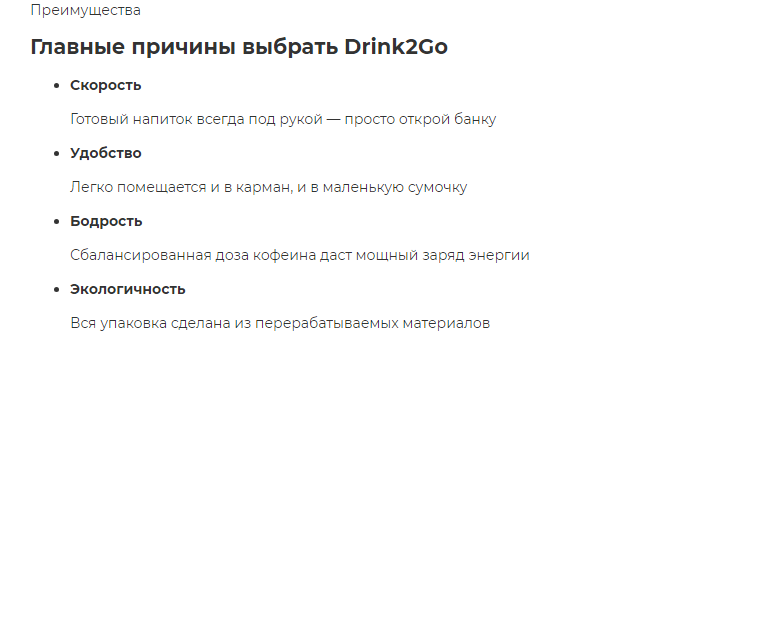 Преимущества
Главные причины выбрать Drink2Go
Скорость
Готовый напиток всегда под рукой — просто открой банку
Удобство
Легко помещается и в карман, и в маленькую сумочку
Бодрость
Сбалансированная доза кофеина даст мощный заряд энергии
Экологичность
Вся упаковка сделана из перерабатываемых материалов